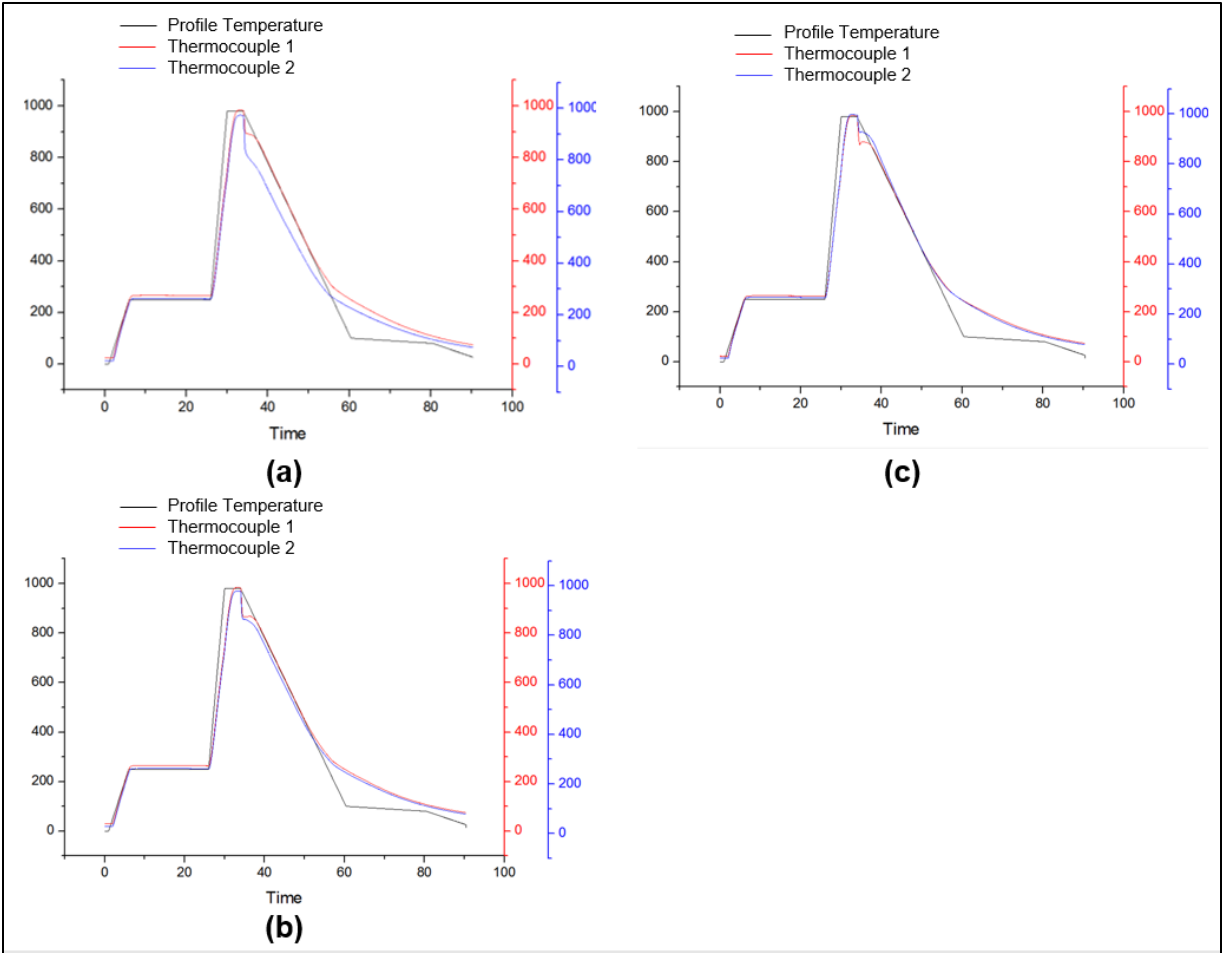 Profile Temperature
Thermocouple 1
Thermocouple 2
1000 1000 1000
800 800 800
600 600 600
400 400 400
200 200 200
0 0 0
0 20 40 60 80 100
Time
(a)
Profile Temperature
Thermocouple 1
Thermocouple 2
1000 1000 1000
800 800 800
600 600 600
400 400 400
200 200 200
0 0 0
0 20 40 60 80 100
Time
(c)
Profile Temperature
Thermocouple 1
Thermocouple 2
1000 1000 1000
800 800 800
600 600 600
400 400 400
200 200 200
0 0 0
0 20 40 60 80 100
Time
(b)